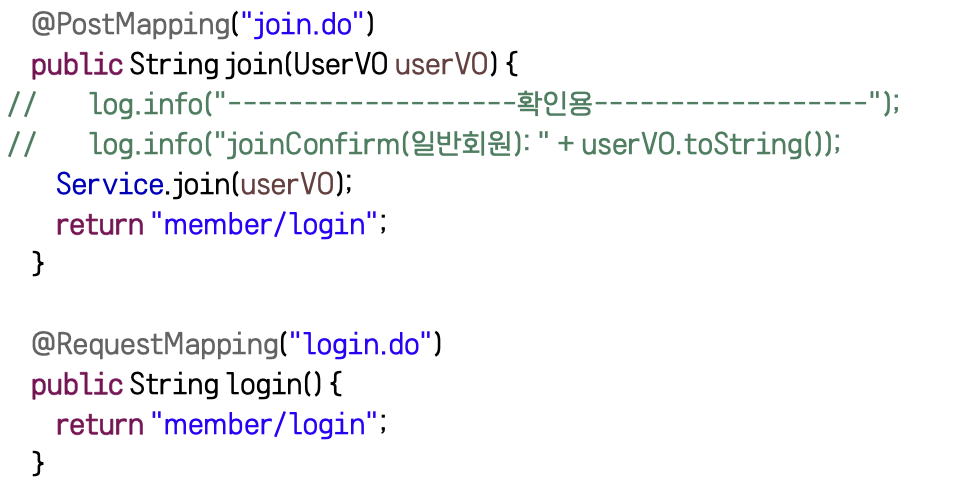 @PostMapping("join.do")
public String join(UserVO userVO) {
//    log.info("-------------------확인용------------------");
//    log.info("joinConfirm(일반회원): " + userVO.toString());
Service.join(userVO);
return "member/login";
}
@RequestMapping("login.do")
public String login() {
return "member/login";
}